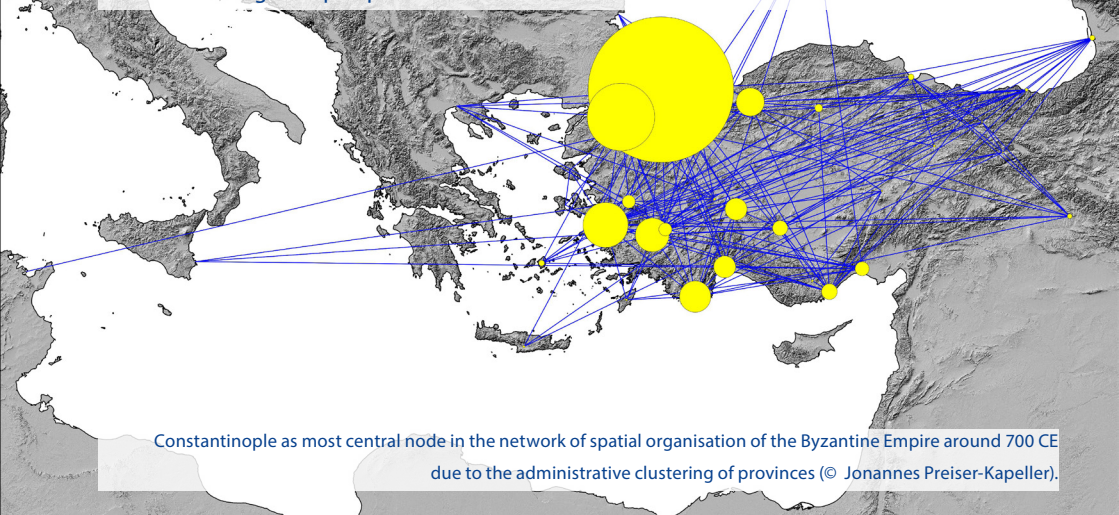 Constantinople as most central node in the network of spatial organisation of the Byzantine Empire around 700 CE
due to the administrative clustering of provinces (© Jonannes Preiser-Kapeller).